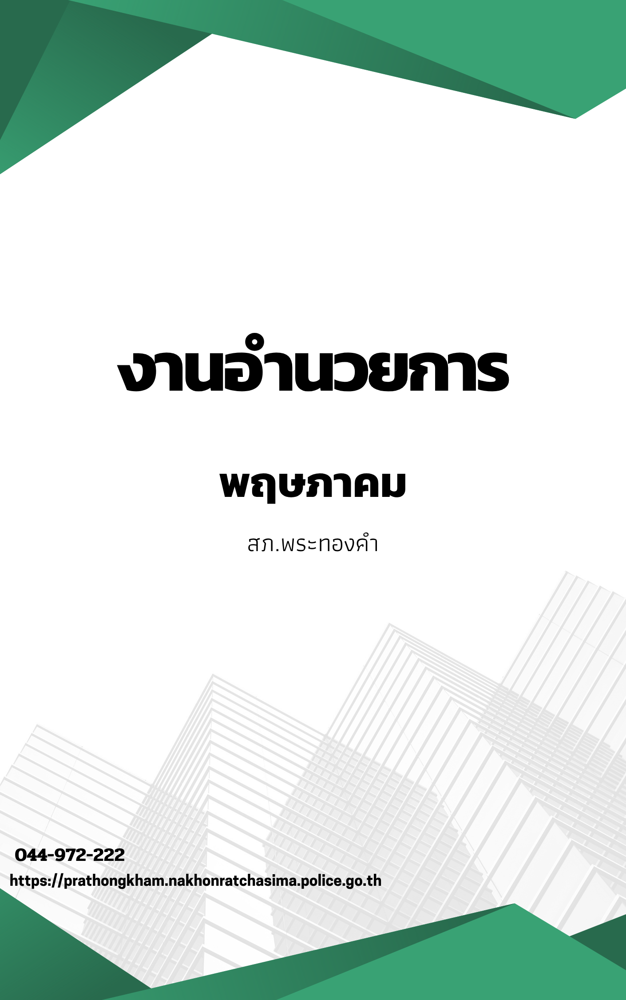 งานอำนวยการ
พฤษภาคม
สภ.พระทองคำ
044-972-222
https://prathongkham.nakhonratchasima.police.go.th